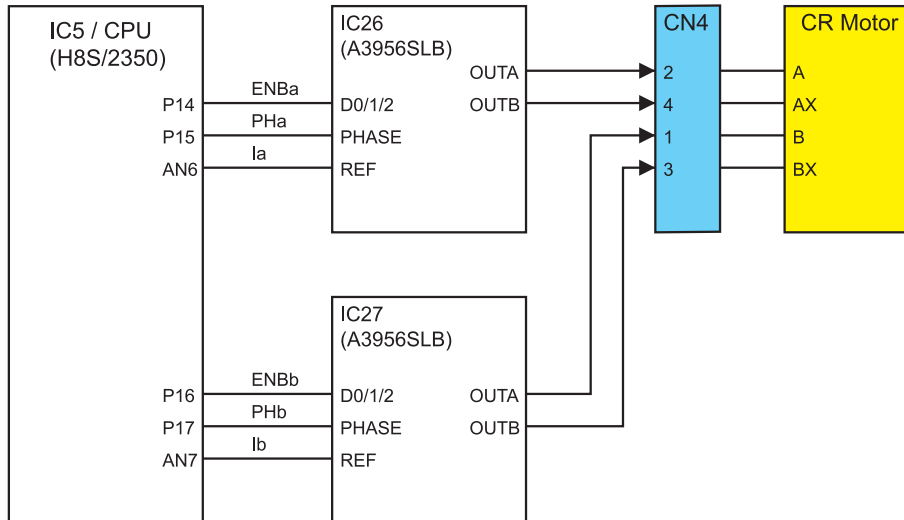 IC5 / CPU
(H8S/2350)
P14
P15
AN6
P16
P17
AN7
ENBa
PHa
Ia
ENBb
PHb
Ib
IC26
(A3956SLB)
OUTA
D0/1/2
OUTB
PHASE
REF
IC27
(A3956SLB)
D0/1/2
OUTA
PHASE
OUTB
REF
CN4
2
4
1
3
CR Motor
A
AX
B
BX